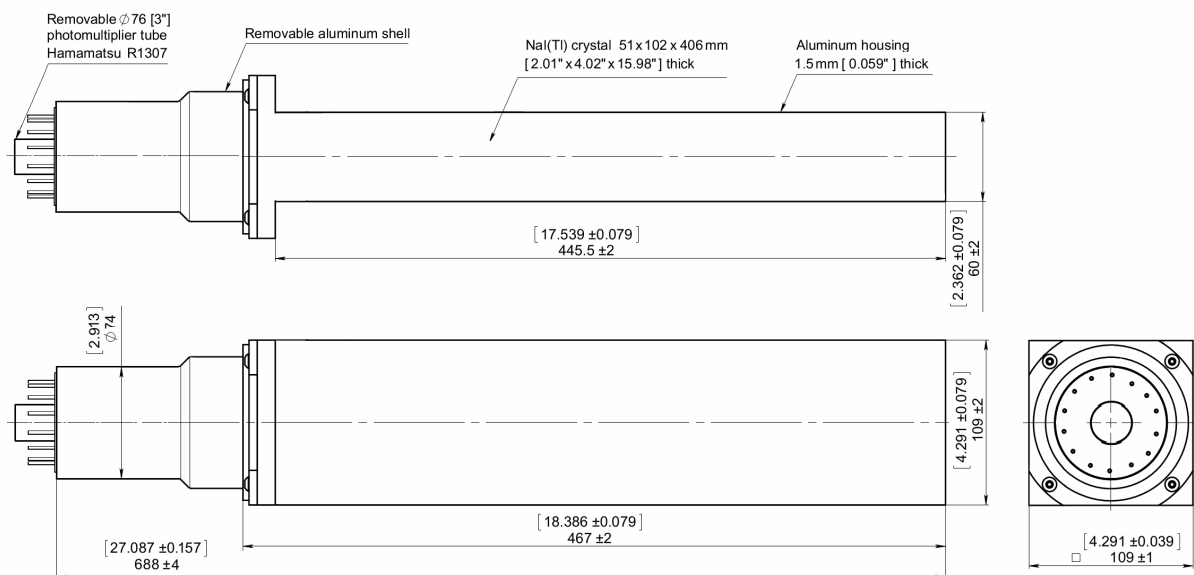 Removable ∅76 [3"]
photomultiplier tube
Hamamatsu R1307
Removable aluminum shell
NaI(Tl) crystal 51 x 102 x 406 mm
[2.01" x 4.02" x 15.98"] thick
Aluminum housing
1.5 mm [0.059"] thick
[17.539 ±0.079]
445.5 ±2
[2.362 ±0.079]
60 ±2
[2.913]
∅74
[4.291 ±0.079]
109 ±2
[18.386 ±0.079]
467 ±2
[27.087 ±0.157]
688 ±4
[4.291 ±0.039]
□ 109 ±1